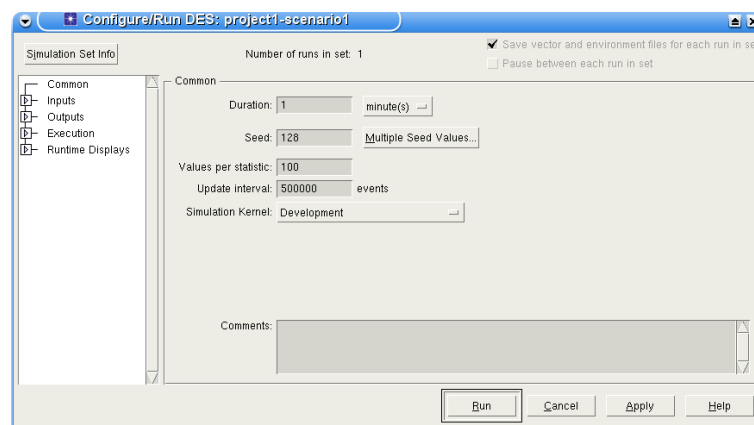 Configure/Run DES: project1-scenario1
Simulation Set Info
Number of runs in set: 1
Save vector and environment files for each run in se
Pause between each run in set
Common
Inputs
Outputs
Execution
Runtime Displays
Common
Duration: 1 minute(s)
Seed: 128 Multiple Seed Values...
Values per statistic: 100
Update interval: 500000 events
Simulation Kernel: Development
Comments:
Run Cancel Apply Help